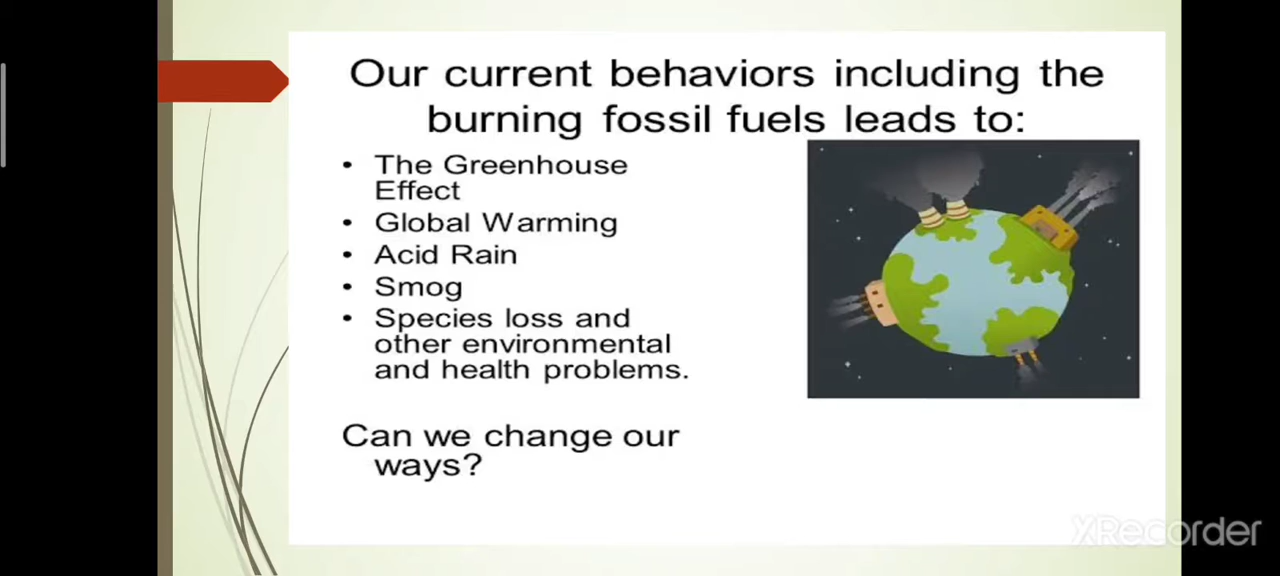 Our current behaviors including the
burning fossil fuels leads to:
• The Greenhouse
Effect
• Global Warming
• Acid Rain
• Smog
• Species loss and
other environmental
and health problems.
Can we change our
ways?
XRecorder